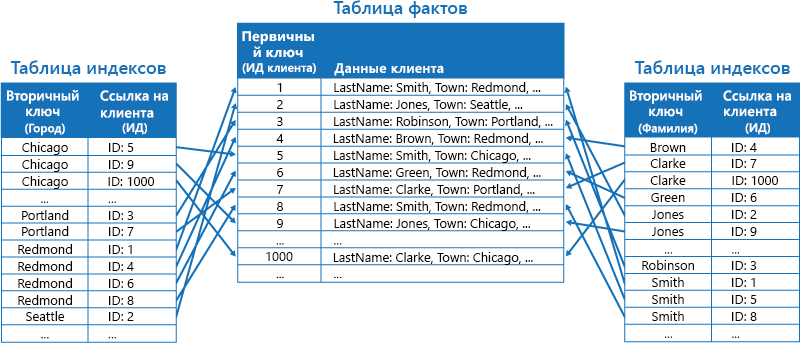 Таблица фактов
Первичны
й ключ
(ИД клиента)
Данные клиента
1 LastName: Smith, Town: Redmond, ...
2 LastName: Jones, Town: Seattle, ...
3 LastName: Robinson, Town: Portland, ...
4 LastName: Brown, Town: Redmond, ...
5 LastName: Smith, Town: Chicago, ...
6 LastName: Green, Town: Redmond, ...
7 LastName: Clarke, Town: Portland, ...
8 LastName: Smith, Town: Redmond, ...
9 LastName: Jones, Town: Chicago, ...
... ...
1000 LastName: Clarke, Town: Chicago, ...
... ...
Таблица индексов
Вторичный
ключ
(Город)
Ссылка на
клиента
(ИД)
Chicago ID: 5
Chicago ID: 9
Chicago ID: 1000
... ...
Portland ID: 3
Portland ID: 7
Redmond ID: 1
Redmond ID: 4
Redmond ID: 6
Redmond ID: 8
Seattle ID: 2
... ...
Таблица индексов
Вторичный
ключ
(Фамилия)
Ссылка на
клиента
(ИД)
Brown ID: 4
Clarke ID: 7
Clarke ID: 1000
Green ID: 6
Jones ID: 2
Jones ID: 9
... ...
Robinson ID: 3
Smith ID: 1
Smith ID: 5
Smith ID: 8
... ...